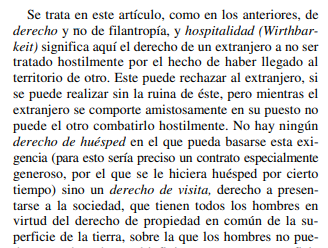 Se trata en este artículo, como en los anteriores, de
derecho y no de filantropía, y hospitalidad (Wirthbar-
keit) significa aquí el derecho de un extranjero a no ser
tratado hostilmente por el hecho de haber llegado al
territorio de otro. Este puede rechazar al extranjero, si
se puede realizar sin la ruina de éste, pero mientras el
extranjero se comporte amistosamente en su puesto no
puede el otro combatirlo hostilmente. No hay ningún
derecho de huésped en el que pueda basarse esta exi-
gencia (para esto sería preciso un contrato especialmente
generoso, por el que se le hiciera huésped por cierto
tiempo) sino un derecho de visita, derecho a presen-
tarse a la sociedad, que tienen todos los hombres en
virtud del derecho de propiedad en común de la su-
perficie de la tierra, sobre la que los hombres no pue-